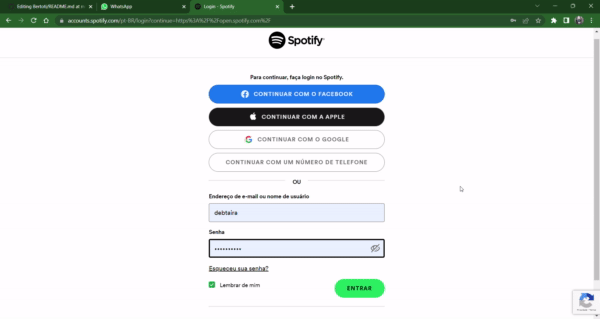 Editing Bertoti/README.md at m
WhatsApp
Login - Spotify
accounts.spotify.com/pt-BR/login?continue=https%3A%2F%2Fopen.spotify.com%2F
Spotify
Para continuar, faça login no Spotify.
CONTINUAR COM O FACEBOOK
CONTINUAR COM A APPLE
CONTINUAR COM O GOOGLE
CONTINUAR COM UM NÚMERO DE TELEFONE
OU
Endereço de e-mail ou nome de usuário
debtaira
Senha
Esqueceu sua senha?
Lembrar de mim
ENTRAR